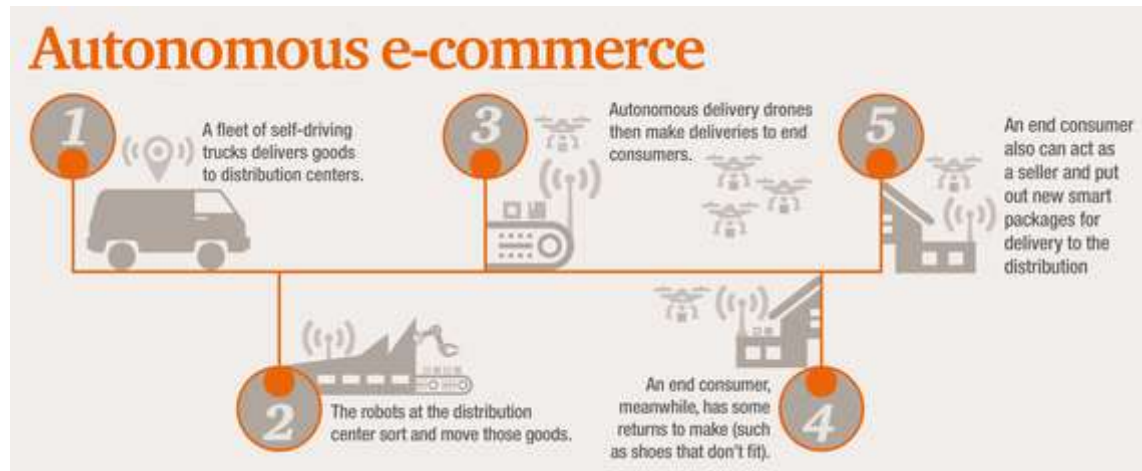 Autonomous e-commerce
1
A fleet of self-driving
trucks delivers goods
to distribution centers.
2
The robots at the distribution
center sort and move those goods.
3
Autonomous delivery drones
then make deliveries to end
consumers.
4
An end consumer,
meanwhile, has some
returns to make (such
as shoes that don't fit).
5
An end consumer
also can act as
a seller and put
out new smart
packages for
delivery to the
distribution